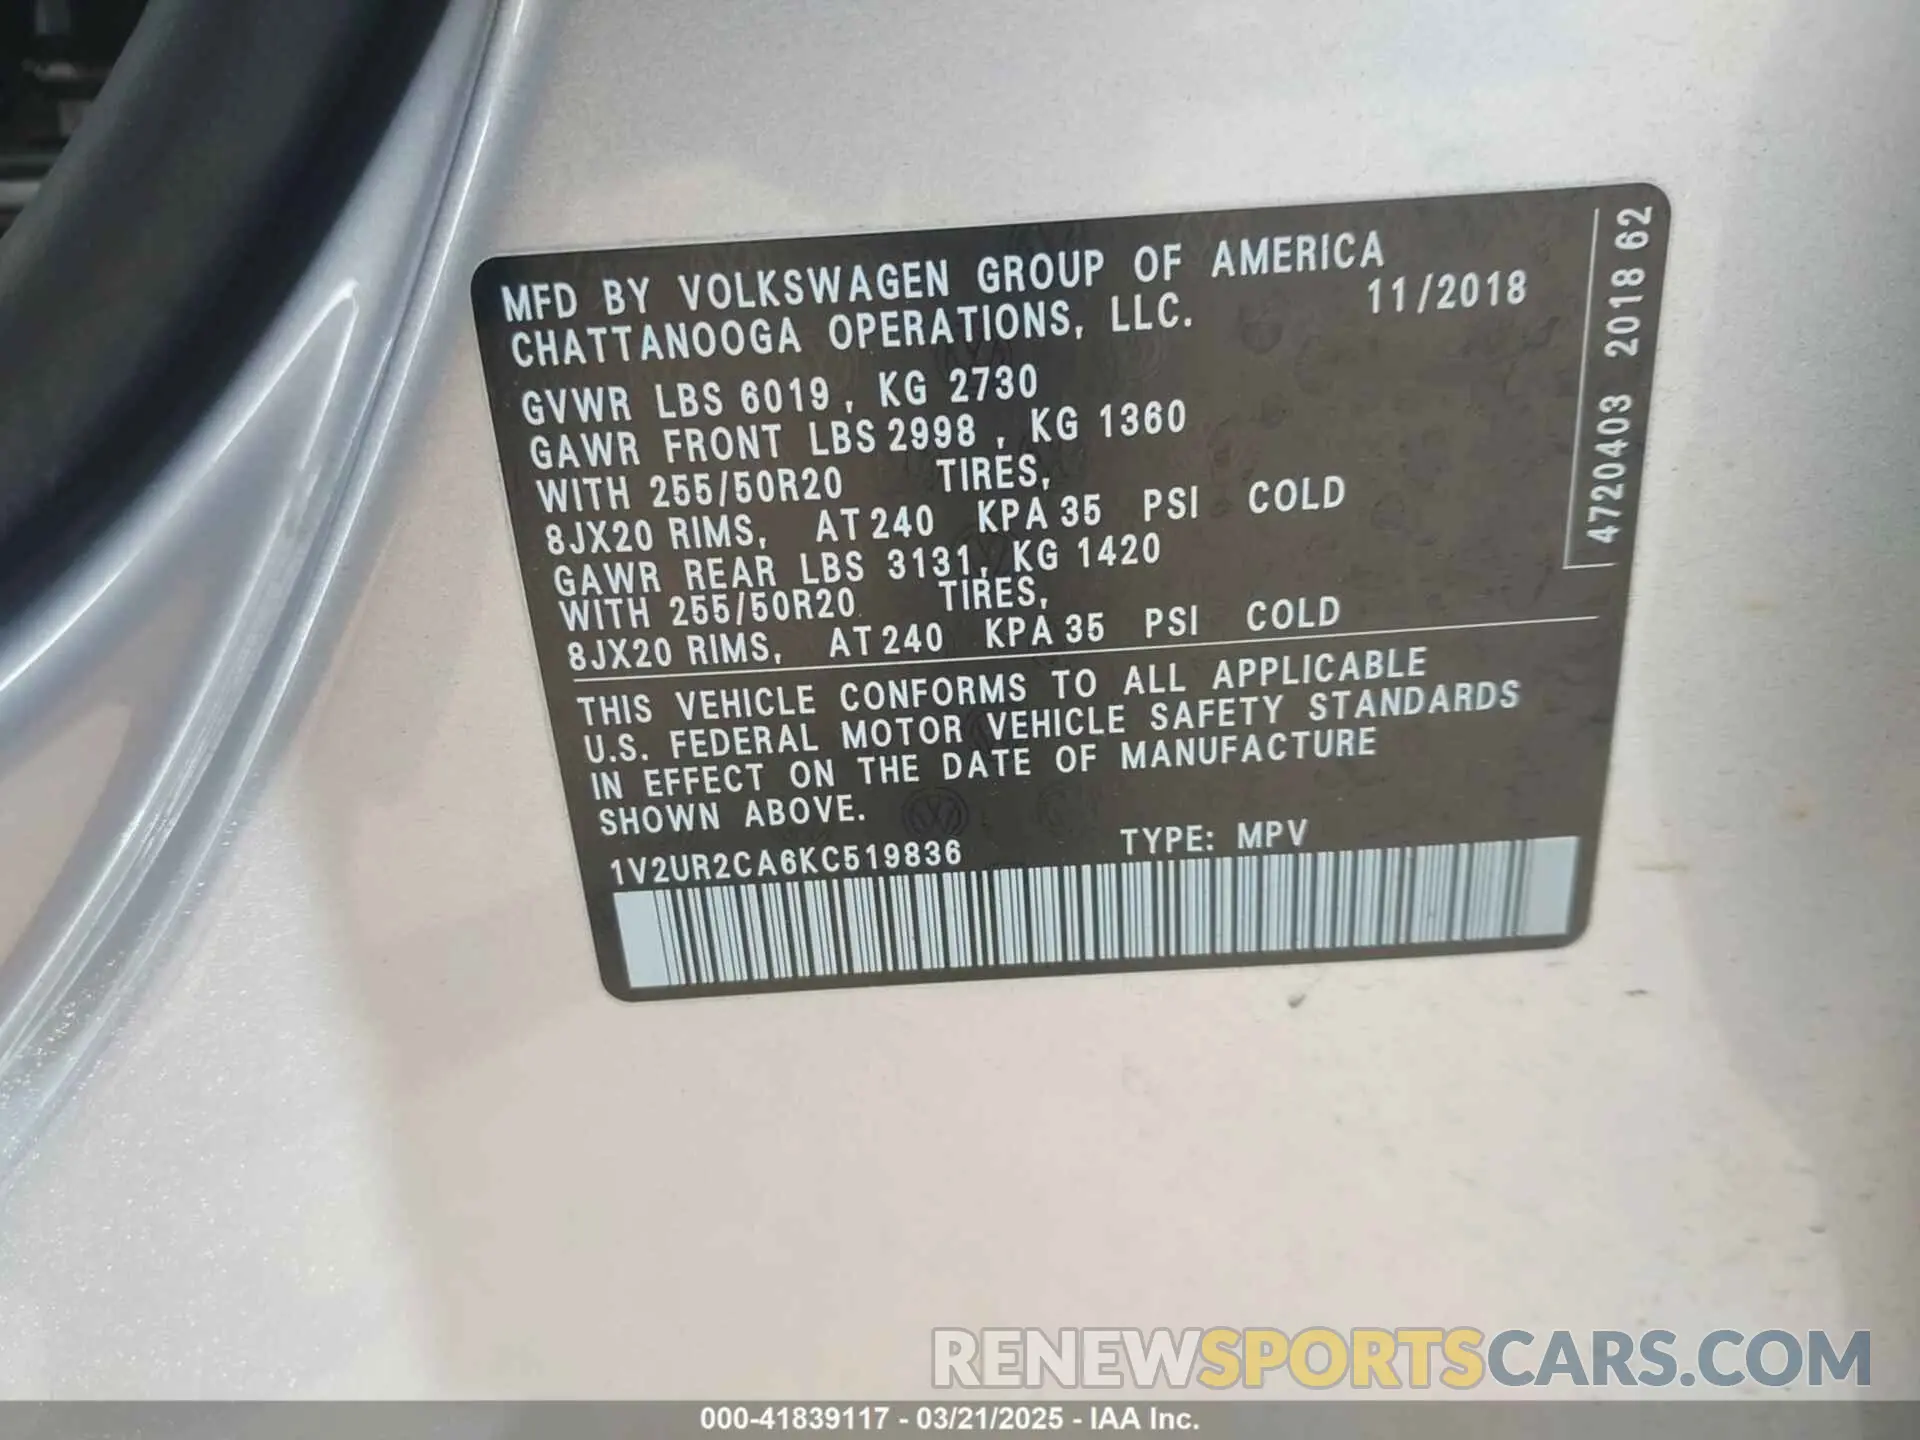 MFD BY VOLKSWAGEN GROUP OF AMERICA
CHATTANOOGA OPERATIONS, LLC. 11/2018
GVWR LBS 6019, KG 2730
GAWR FRONT LBS 2998, KG 1360
WITH 255/50R20 TIRES,
8JX20 RIMS, AT 240 KPA 35 PSI COLD
GAWR REAR LBS 3131, KG 1420
WITH 255/50R20 TIRES,
8JX20 RIMS, AT 240 KPA 35 PSI COLD
THIS VEHICLE CONFORMS TO ALL APPLICABLE
U.S. FEDERAL MOTOR VEHICLE SAFETY STANDARDS
IN EFFECT ON THE DATE OF MANUFACTURE
SHOWN ABOVE.
1V2UR2CA6KC519836 TYPE: MPV
4720403 2018 62
RENEWSPORTSCARS.COM
000-41839117 - 03/21/2025 - IAA Inc.